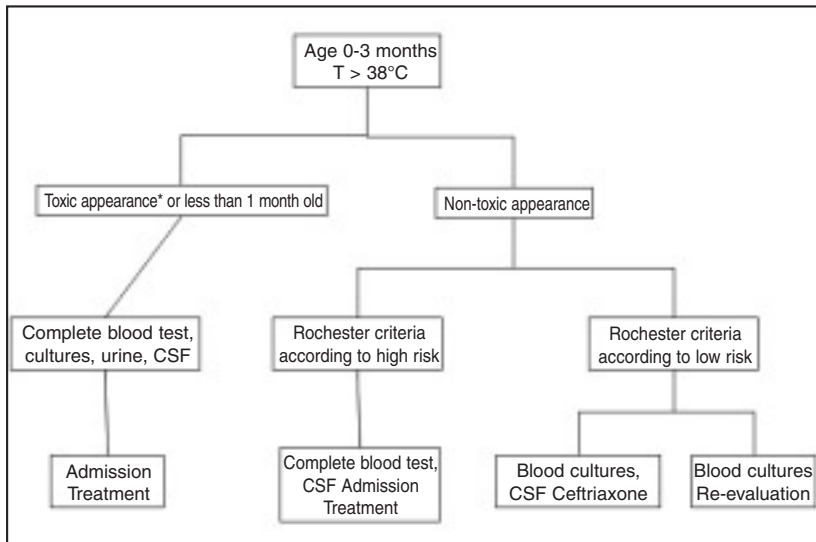 Age 0-3 months
T > 38°C
Toxic appearance* or less than 1 month old
Non-toxic appearance
Complete blood test,
cultures, urine, CSF
Rochester criteria
according to high risk
Rochester criteria
according to low risk
Admission
Treatment
Complete blood test,
CSF Admission
Treatment
Blood cultures,
CSF Ceftriaxone
Blood cultures
Re-evaluation